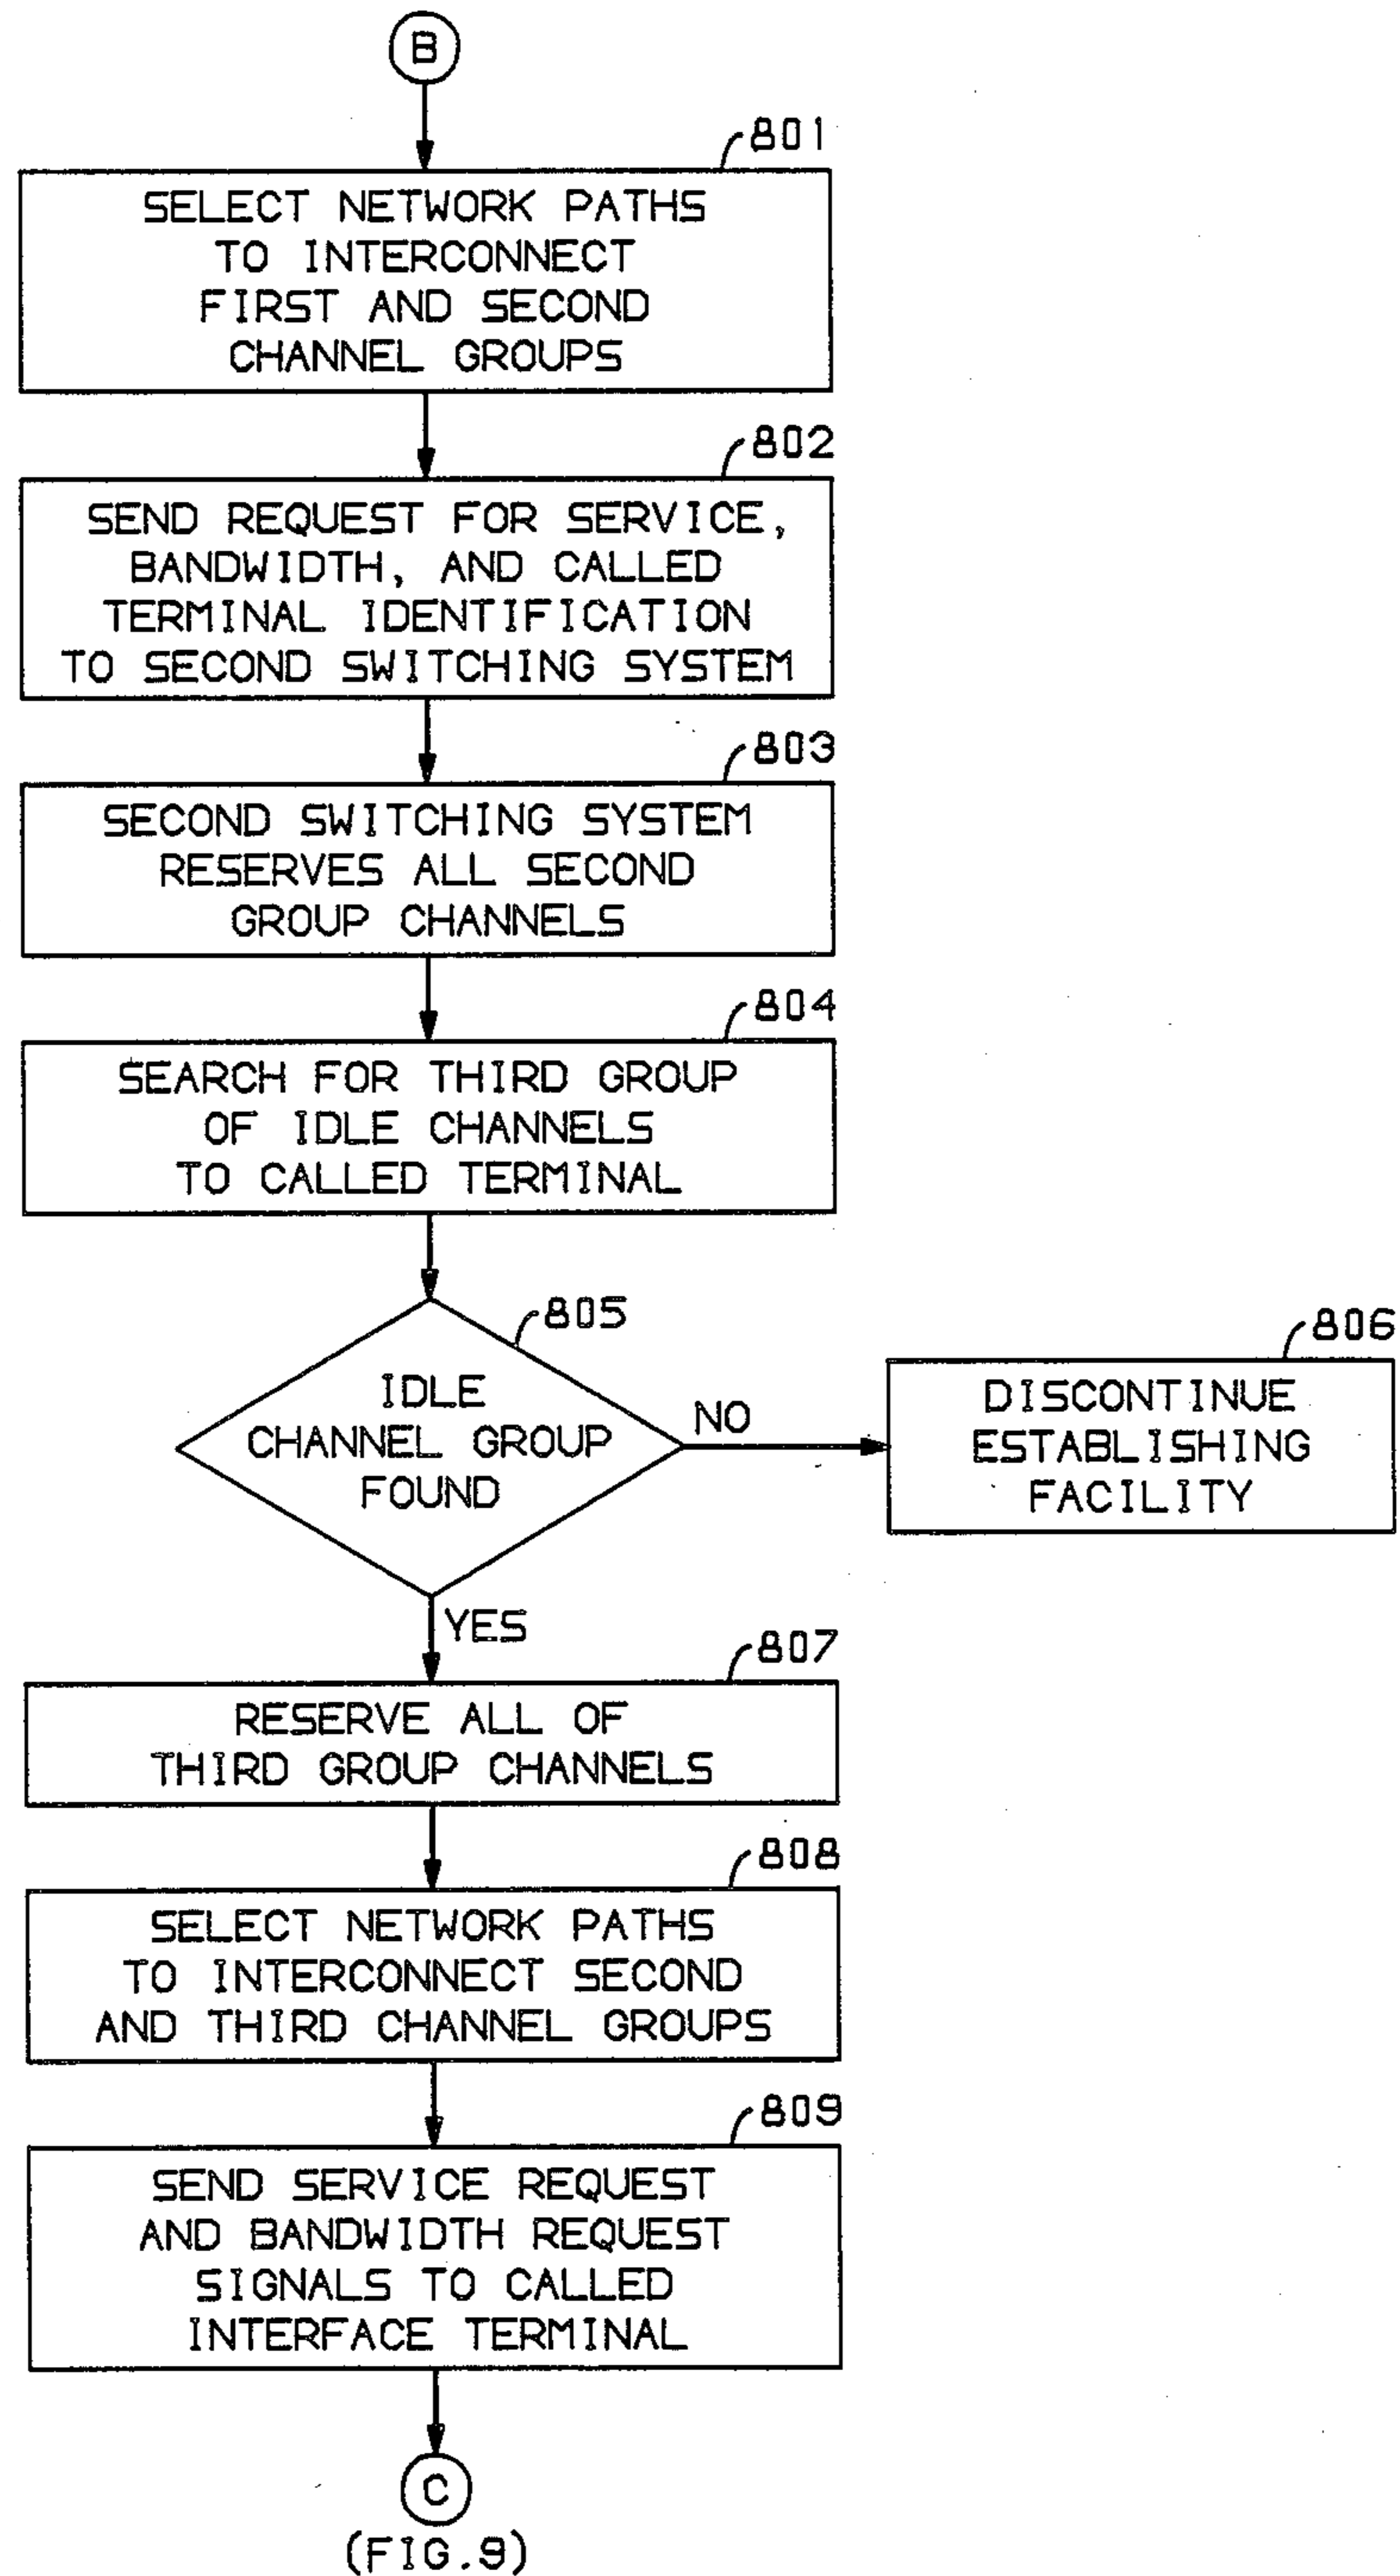 B
801
SELECT NETWORK PATHS
TO INTERCONNECT
FIRST AND SECOND
CHANNEL GROUPS
802
SEND REQUEST FOR SERVICE,
BANDWIDTH, AND CALLED
TERMINAL IDENTIFICATION
TO SECOND SWITCHING SYSTEM
803
SECOND SWITCHING SYSTEM
RESERVES ALL SECOND
GROUP CHANNELS
804
SEARCH FOR THIRD GROUP
OF IDLE CHANNELS
TO CALLED TERMINAL
805
IDLE
CHANNEL GROUP
FOUND
NO
806
DISCONTINUE
ESTABLISHING
FACILITY
YES
807
RESERVE ALL OF
THIRD GROUP CHANNELS
808
SELECT NETWORK PATHS
TO INTERCONNECT SECOND
AND THIRD CHANNEL GROUPS
809
SEND SERVICE REQUEST
AND BANDWIDTH REQUEST
SIGNALS TO CALLED
INTERFACE TERMINAL
C
(FIG.9)